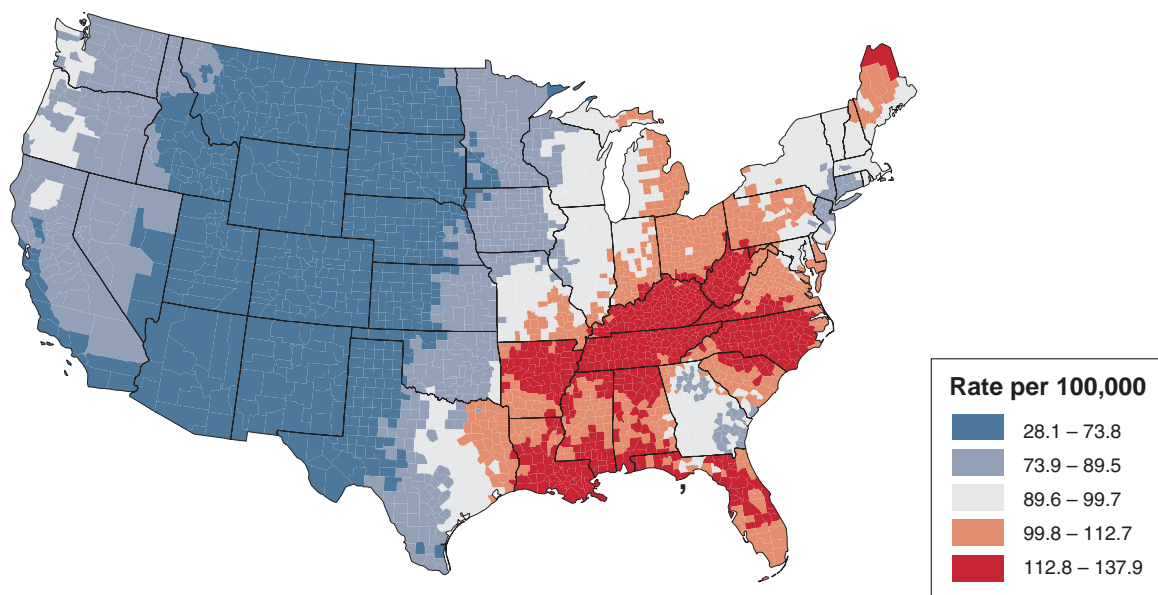 Rate per 100,000
28.1 – 73.8
73.9 – 89.5
89.6 – 99.7
99.8 – 112.7
112.8 – 137.9